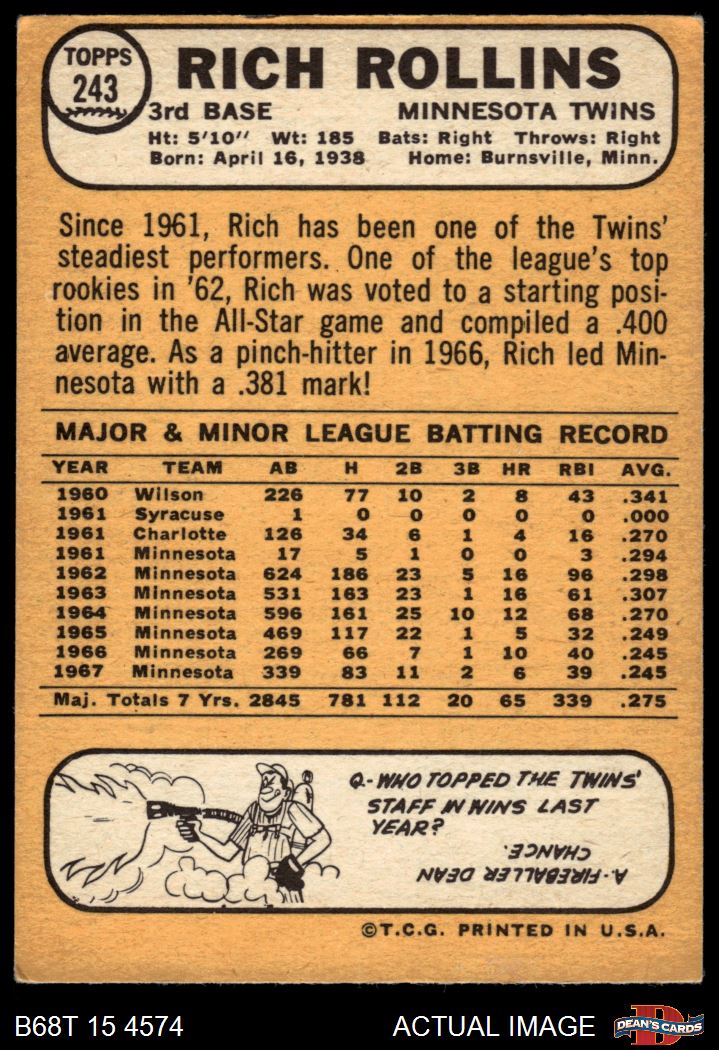 TOPPS
243
RICH ROLLINS
3rd BASE MINNESOTA TWINS
Ht: 5'10" Wt: 185 Bats: Right Throws: Right
Born: April 16, 1938 Home: Burnsville, Minn.
Since 1961, Rich has been one of the Twins'
steadiest performers. One of the league's top
rookies in '62, Rich was voted to a starting posi-
tion in the All-Star game and compiled a .400
average. As a pinch-hitter in 1966, Rich led Min-
nesota with a .381 mark!
MAJOR & MINOR LEAGUE BATTING RECORD
YEAR TEAM AB H 2B 3B HR RBI AVG.
1960 Wilson 226 77 10 2 8 43 .341
1961 Syracuse 1 0 0 0 0 0 .000
1961 Charlotte 126 34 6 1 4 16 .270
1961 Minnesota 17 5 1 0 0 3 .294
1962 Minnesota 624 186 23 5 16 96 .298
1963 Minnesota 531 163 23 1 16 61 .307
1964 Minnesota 596 161 25 10 12 68 .270
1965 Minnesota 469 117 22 1 5 32 .249
1966 Minnesota 269 66 7 1 10 40 .245
1967 Minnesota 339 83 11 2 6 39 .245
Maj. Totals 7 Yrs. 2845 781 112 20 65 339 .275
Q-WHO TOPPED THE TWINS'
STAFF IN WINS LAST
YEAR?
A-FIREBALLER DEAN
CHANCE.
©T.C.G. PRINTED IN U.S.A.
B68T 15 4574 ACTUAL IMAGE D DEAN'S CARDS